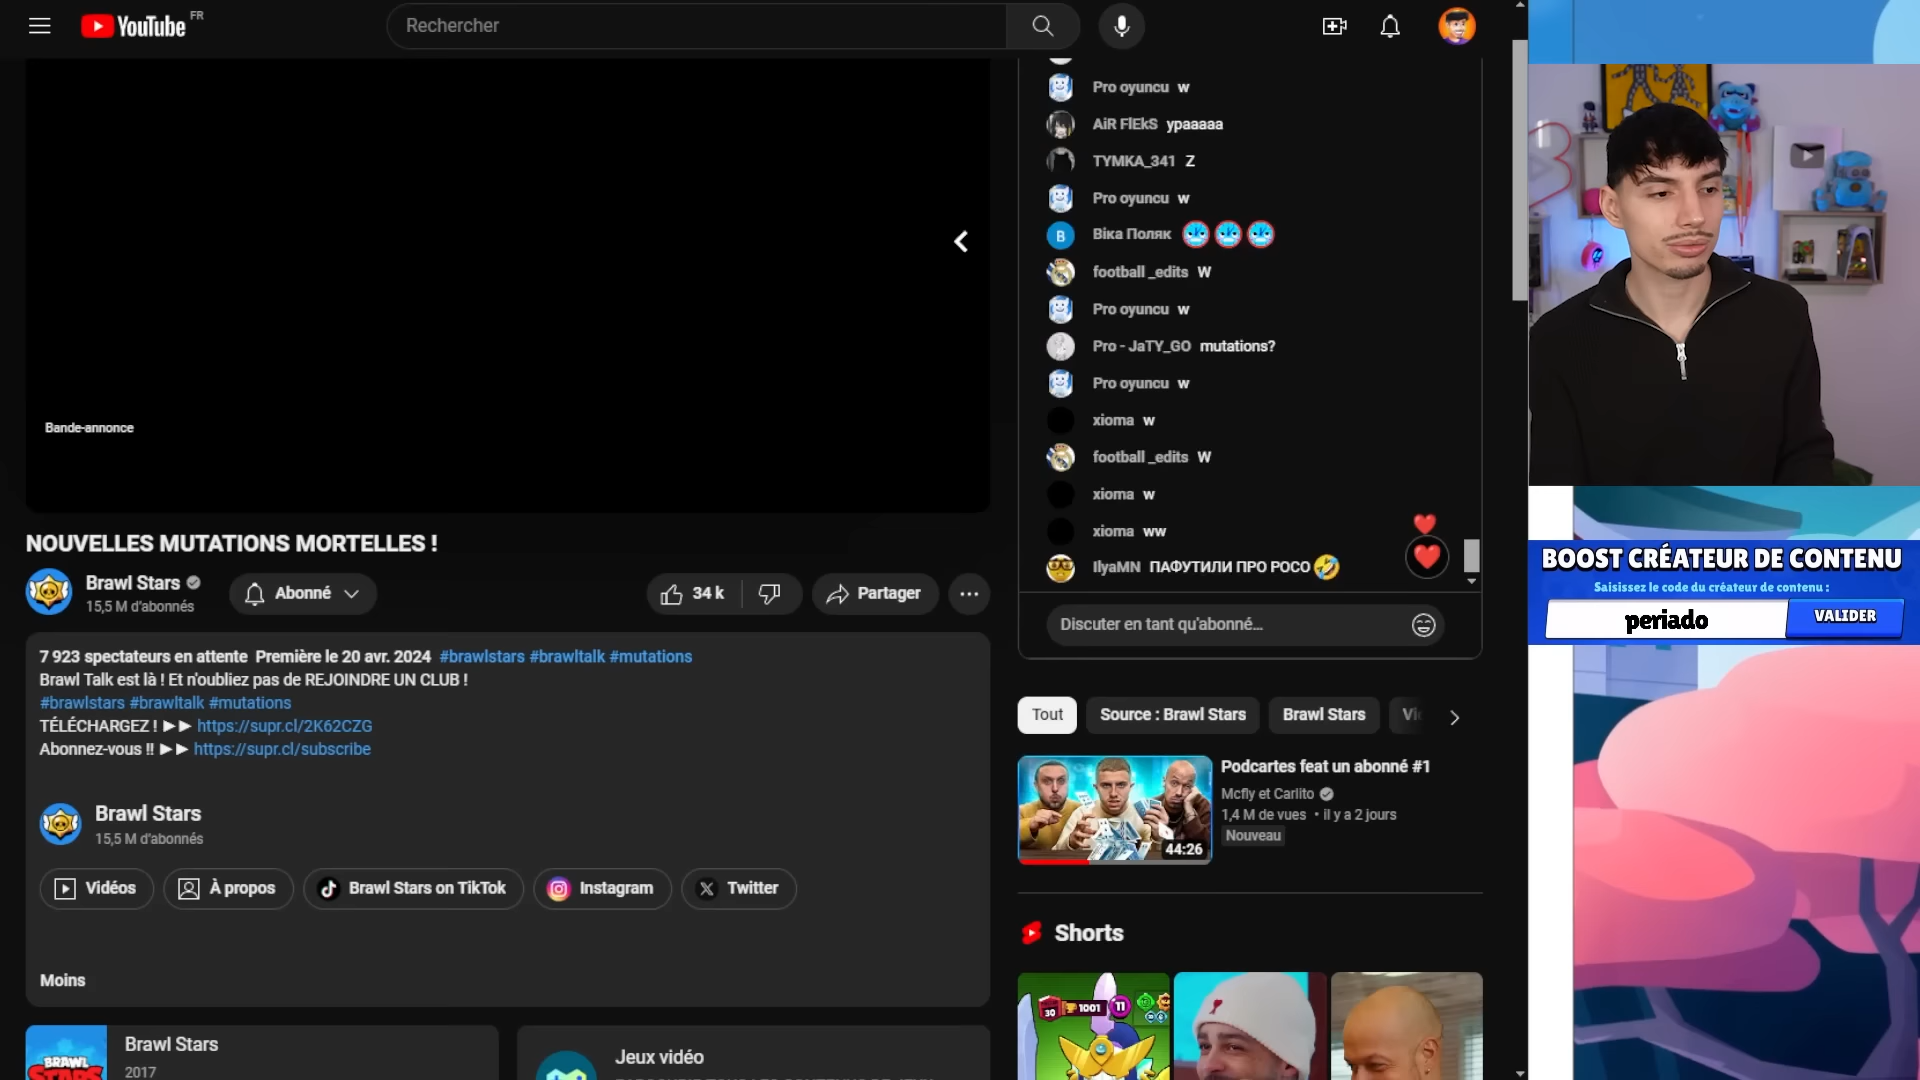 YouTube FR
Rechercher
Pro oyuncu w
AiR FlEkS ураaaaa
TYMKA_341 Z
Pro oyuncu w
B Віка Поляк
football _edits W
Pro oyuncu w
Pro - JaTY_GO mutations?
Pro oyuncu w
xioma w
football _edits W
xioma w
xioma ww
IlyaMN ПАФУТИЛИ ПРО РОСО🤣
Discuter en tant qu'abonné...
Bande-annonce
NOUVELLES MUTATIONS MORTELLES !
Brawl Stars
15,5 M d'abonnés
Abonné
34 k
Partager
7 923 spectateurs en attente Première le 20 avr. 2024 #brawlstars #brawltalk #mutations
Brawl Talk est là ! Et n'oubliez pas de REJOINDRE UN CLUB !
#brawlstars #brawltalk #mutations
TÉLÉCHARGEZ ! ►► https://supr.cl/2K62CZG
Abonnez-vous !! ►► https://supr.cl/subscribe
Brawl Stars
15,5 M d'abonnés
Vidéos
À propos
Brawl Stars on TikTok
Instagram
Twitter
Moins
BRAWL
STARS
Brawl Stars
2017
Jeux vidéo
Tout
Source : Brawl Stars
Brawl Stars
Podcartes feat un abonné #1
Mcfly et Carlito
1,4 M de vues • il y a 2 jours
Nouveau
44:26
Shorts
30
1001
11
BOOST CRÉATEUR DE CONTENU
Saisissez le code du créateur de contenu :
periado
VALIDER